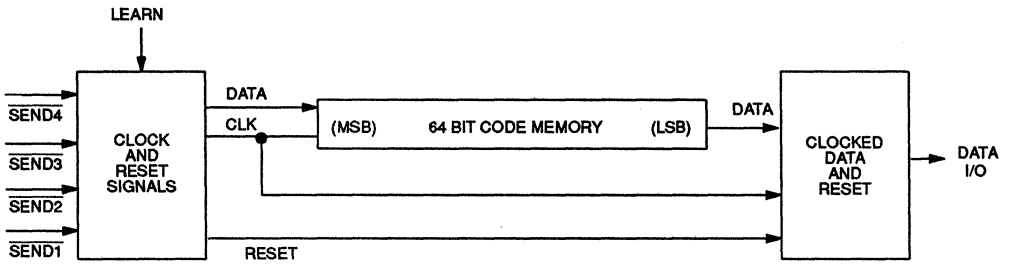 LEARN
SEND4
SEND3
SEND2
SEND1
CLOCK
AND
RESET
SIGNALS
DATA
CLK
RESET
(MSB) 64 BIT CODE MEMORY (LSB)
DATA
CLOCKED
DATA
AND
RESET
DATA
I/O